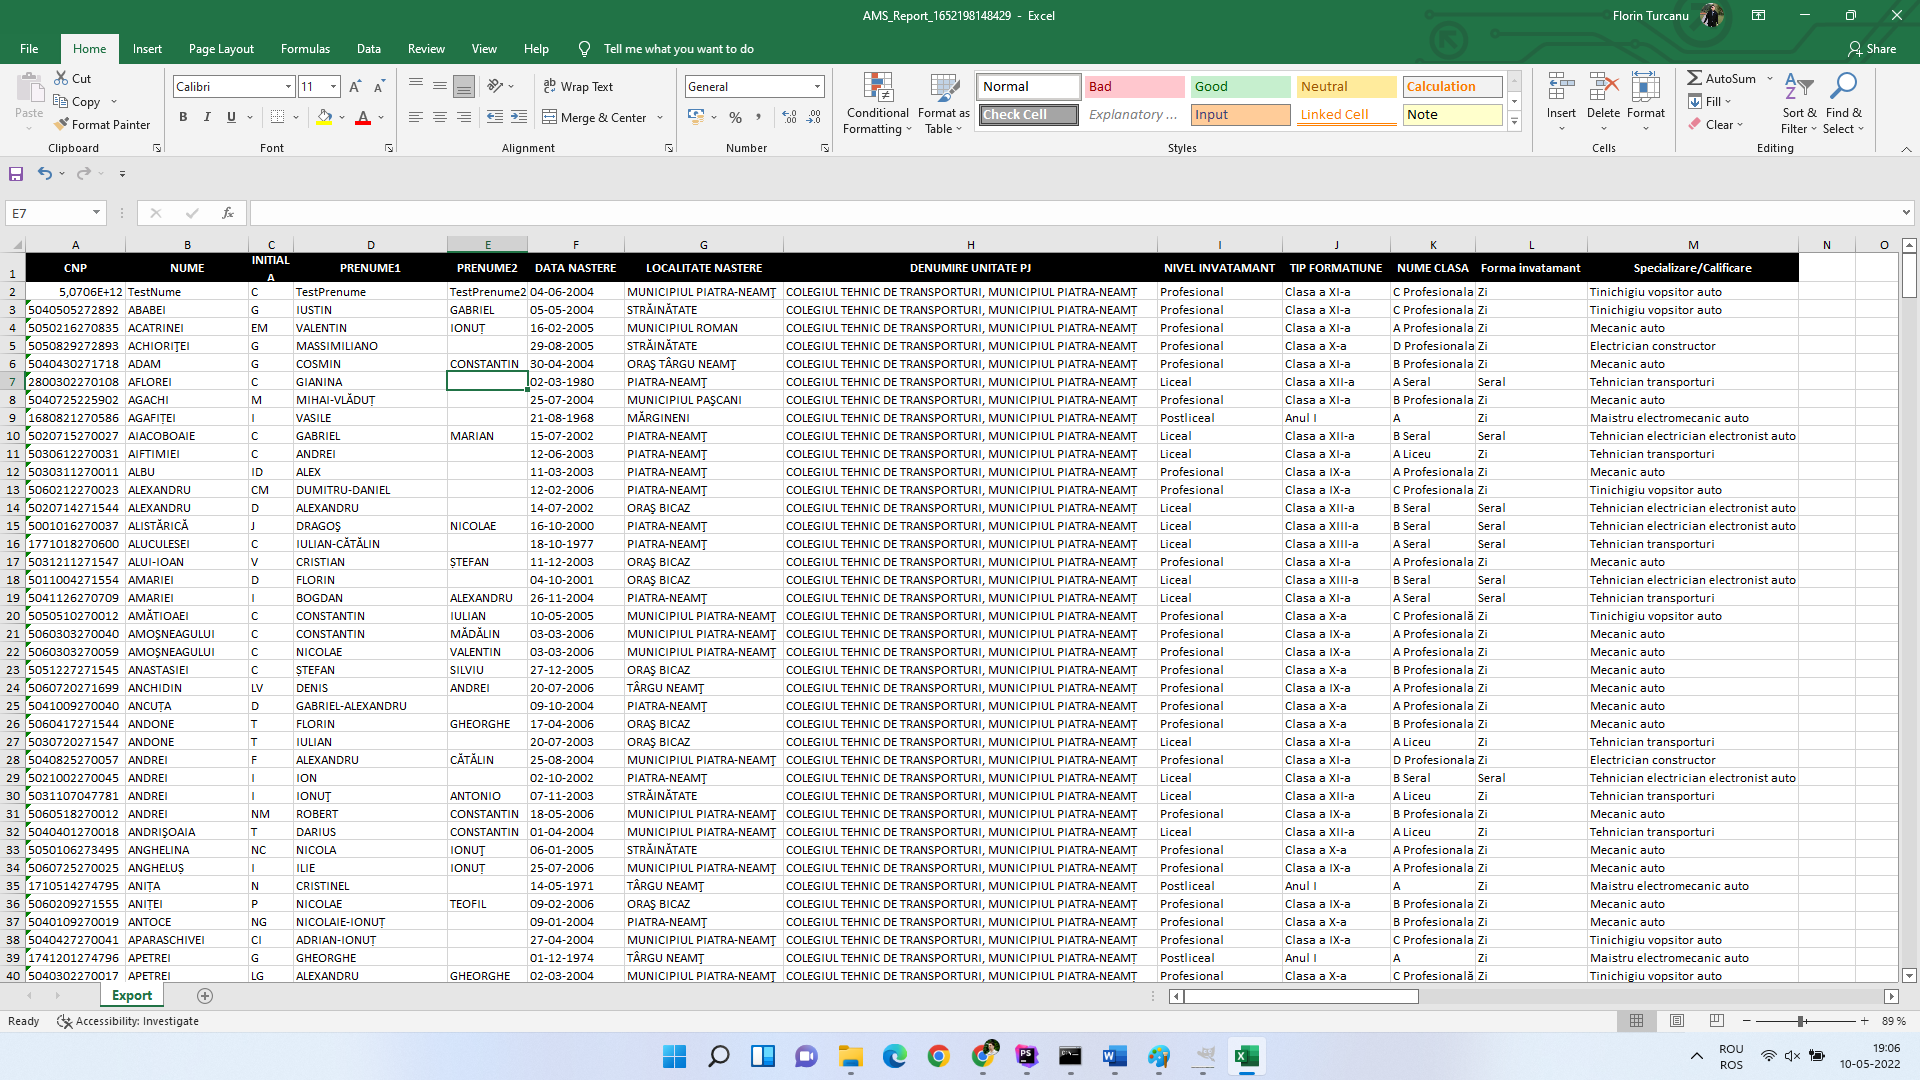 AMS_Report_1652198148429 - Excel
Florin Turcanu
File Home Insert Page Layout Formulas Data Review View Help Tell me what you want to do Share
Paste Cut Copy Format Painter Clipboard
Calibri 11 B I U Font
Wrap Text Merge & Center Alignment
General % Number
Conditional Formatting Format as Table
Normal Bad Good Neutral Calculation
Check Cell Explanatory ... Input Linked Cell Note
Styles
Insert Delete Format Cells
AutoSum Fill Clear Sort & Filter Find & Select Editing
E7 fx
A B C D E F G H I J K L M N O
1 CNP NUME INITIALA PRENUME1 PRENUME2 DATA NASTERE LOCALITATE NASTERE DENUMIRE UNITATE PJ NIVEL INVATAMANT TIP FORMATIUNE NUME CLASA Forma invatamant Specializare/Calificare
2 5,0706E+12 TestNume C TestPrenume TestPrenume2 04-06-2004 MUNICIPIUL PIATRA-NEAMŢ COLEGIUL TEHNIC DE TRANSPORTURI, MUNICIPIUL PIATRA-NEAMȚ Profesional Clasa a XI-a C Profesionala Zi Tinichigiu vopsitor auto
3 5040505272892 ABABEI G IUSTIN GABRIEL 05-05-2004 STRĂINĂTATE COLEGIUL TEHNIC DE TRANSPORTURI, MUNICIPIUL PIATRA-NEAMȚ Profesional Clasa a XI-a C Profesionala Zi Tinichigiu vopsitor auto
4 5050216270835 ACATRINEI EM VALENTIN IONUȚ 16-02-2005 MUNICIPIUL ROMAN COLEGIUL TEHNIC DE TRANSPORTURI, MUNICIPIUL PIATRA-NEAMȚ Profesional Clasa a XI-a A Profesionala Zi Mecanic auto
5 5050829272893 ACHIORIŢEI G MASSIMILIANO 29-08-2005 STRĂINĂTATE COLEGIUL TEHNIC DE TRANSPORTURI, MUNICIPIUL PIATRA-NEAMȚ Profesional Clasa a X-a D Profesionala Zi Electrician constructor
6 5040430271718 ADAM G COSMIN CONSTANTIN 30-04-2004 ORAŞ TÂRGU NEAMŢ COLEGIUL TEHNIC DE TRANSPORTURI, MUNICIPIUL PIATRA-NEAMȚ Profesional Clasa a XI-a B Profesionala Zi Mecanic auto
7 2800302270108 AFLOREI C GIANINA 02-03-1980 PIATRA-NEAMŢ COLEGIUL TEHNIC DE TRANSPORTURI, MUNICIPIUL PIATRA-NEAMȚ Liceal Clasa a XII-a A Seral Seral Tehnician transporturi
8 5040725225902 AGACHI M MIHAI-VLĂDUȚ 25-07-2004 MUNICIPIUL PAŞCANI COLEGIUL TEHNIC DE TRANSPORTURI, MUNICIPIUL PIATRA-NEAMȚ Profesional Clasa a XI-a B Profesionala Zi Mecanic auto
9 1680821270586 AGAFIȚEI I VASILE 21-08-1968 MĂRGINENI COLEGIUL TEHNIC DE TRANSPORTURI, MUNICIPIUL PIATRA-NEAMȚ Postliceal Anul I A Zi Maistru electromecanic auto
10 5020715270027 AIACOBOAIE C GABRIEL MARIAN 15-07-2002 PIATRA-NEAMŢ COLEGIUL TEHNIC DE TRANSPORTURI, MUNICIPIUL PIATRA-NEAMȚ Liceal Clasa a XII-a B Seral Seral Tehnician electrician electronist auto
11 5030612270031 AIFTIMIEI C ANDREI 12-06-2003 PIATRA-NEAMŢ COLEGIUL TEHNIC DE TRANSPORTURI, MUNICIPIUL PIATRA-NEAMȚ Liceal Clasa a XI-a A Liceu Zi Tehnician transporturi
12 5030311270011 ALBU ID ALEX 11-03-2003 PIATRA-NEAMŢ COLEGIUL TEHNIC DE TRANSPORTURI, MUNICIPIUL PIATRA-NEAMȚ Profesional Clasa a IX-a A Profesionala Zi Mecanic auto
13 5060212270023 ALEXANDRU CM DUMITRU-DANIEL 12-02-2006 PIATRA-NEAMŢ COLEGIUL TEHNIC DE TRANSPORTURI, MUNICIPIUL PIATRA-NEAMȚ Profesional Clasa a IX-a C Profesionala Zi Tinichigiu vopsitor auto
14 5020714271544 ALEXANDRU D ALEXANDRU 14-07-2002 ORAŞ BICAZ COLEGIUL TEHNIC DE TRANSPORTURI, MUNICIPIUL PIATRA-NEAMȚ Liceal Clasa a XII-a B Seral Seral Tehnician electrician electronist auto
15 5001016270037 ALISTĂRICĂ J DRAGOŞ NICOLAE 16-10-2000 PIATRA-NEAMŢ COLEGIUL TEHNIC DE TRANSPORTURI, MUNICIPIUL PIATRA-NEAMȚ Liceal Clasa a XIII-a B Seral Seral Tehnician electrician electronist auto
16 1771018270600 ALUCULESEI C IULIAN-CĂTĂLIN 18-10-1977 PIATRA-NEAMŢ COLEGIUL TEHNIC DE TRANSPORTURI, MUNICIPIUL PIATRA-NEAMȚ Liceal Clasa a XIII-a A Seral Seral Tehnician transporturi
17 5031211271547 ALUI-IOAN V CRISTIAN ȘTEFAN 11-12-2003 ORAŞ BICAZ COLEGIUL TEHNIC DE TRANSPORTURI, MUNICIPIUL PIATRA-NEAMȚ Profesional Clasa a XI-a A Profesionala Zi Mecanic auto
18 5011004271554 AMARIEI D FLORIN 04-10-2001 ORAŞ BICAZ COLEGIUL TEHNIC DE TRANSPORTURI, MUNICIPIUL PIATRA-NEAMȚ Liceal Clasa a XIII-a B Seral Seral Tehnician electrician electronist auto
19 5041126270709 AMARIEI I BOGDAN ALEXANDRU 26-11-2004 PIATRA-NEAMŢ COLEGIUL TEHNIC DE TRANSPORTURI, MUNICIPIUL PIATRA-NEAMȚ Liceal Clasa a XI-a A Seral Seral Tehnician transporturi
20 5050510270012 AMĂTIOAEI C CONSTANTIN IULIAN 10-05-2005 MUNICIPIUL PIATRA-NEAMŢ COLEGIUL TEHNIC DE TRANSPORTURI, MUNICIPIUL PIATRA-NEAMȚ Profesional Clasa a X-a C Profesională Zi Tinichigiu vopsitor auto
21 5060303270040 AMOŞNEAGULUI C CONSTANTIN MĂDĂLIN 03-03-2006 MUNICIPIUL PIATRA-NEAMŢ COLEGIUL TEHNIC DE TRANSPORTURI, MUNICIPIUL PIATRA-NEAMȚ Profesional Clasa a IX-a A Profesionala Zi Mecanic auto
22 5060303270059 AMOŞNEAGULUI C NICOLAE VALENTIN 03-03-2006 MUNICIPIUL PIATRA-NEAMŢ COLEGIUL TEHNIC DE TRANSPORTURI, MUNICIPIUL PIATRA-NEAMȚ Profesional Clasa a IX-a A Profesionala Zi Mecanic auto
23 5051227271545 ANASTASIEI C ȘTEFAN SILVIU 27-12-2005 ORAŞ BICAZ COLEGIUL TEHNIC DE TRANSPORTURI, MUNICIPIUL PIATRA-NEAMȚ Profesional Clasa a X-a B Profesionala Zi Mecanic auto
24 5060720271699 ANCHIDIN LV DENIS ANDREI 20-07-2006 TÂRGU NEAMŢ COLEGIUL TEHNIC DE TRANSPORTURI, MUNICIPIUL PIATRA-NEAMȚ Profesional Clasa a IX-a A Profesionala Zi Mecanic auto
25 5041009270040 ANCUȚA D GABRIEL-ALEXANDRU 09-10-2004 PIATRA-NEAMŢ COLEGIUL TEHNIC DE TRANSPORTURI, MUNICIPIUL PIATRA-NEAMȚ Profesional Clasa a X-a A Profesionala Zi Mecanic auto
26 5060417271544 ANDONE T FLORIN GHEORGHE 17-04-2006 ORAŞ BICAZ COLEGIUL TEHNIC DE TRANSPORTURI, MUNICIPIUL PIATRA-NEAMȚ Profesional Clasa a X-a B Profesionala Zi Mecanic auto
27 5030720271547 ANDONE T IULIAN 20-07-2003 ORAŞ BICAZ COLEGIUL TEHNIC DE TRANSPORTURI, MUNICIPIUL PIATRA-NEAMȚ Liceal Clasa a XI-a A Liceu Zi Tehnician transporturi
28 5040825270057 ANDREI F ALEXANDRU CĂTĂLIN 25-08-2004 MUNICIPIUL PIATRA-NEAMŢ COLEGIUL TEHNIC DE TRANSPORTURI, MUNICIPIUL PIATRA-NEAMȚ Profesional Clasa a XI-a D Profesionala Zi Electrician constructor
29 5021002270045 ANDREI I ION 02-10-2002 PIATRA-NEAMŢ COLEGIUL TEHNIC DE TRANSPORTURI, MUNICIPIUL PIATRA-NEAMȚ Liceal Clasa a XI-a B Seral Seral Tehnician electrician electronist auto
30 5031107047781 ANDREI I IONUŢ ANTONIO 07-11-2003 STRĂINĂTATE COLEGIUL TEHNIC DE TRANSPORTURI, MUNICIPIUL PIATRA-NEAMȚ Liceal Clasa a XII-a A Liceu Zi Tehnician transporturi
31 5060518270012 ANDREI NM ROBERT CONSTANTIN 18-05-2006 MUNICIPIUL PIATRA-NEAMŢ COLEGIUL TEHNIC DE TRANSPORTURI, MUNICIPIUL PIATRA-NEAMȚ Profesional Clasa a IX-a B Profesionala Zi Mecanic auto
32 5040401270018 ANDRIŞOAIA T DARIUS CONSTANTIN 01-04-2004 MUNICIPIUL PIATRA-NEAMŢ COLEGIUL TEHNIC DE TRANSPORTURI, MUNICIPIUL PIATRA-NEAMȚ Liceal Clasa a XII-a A Liceu Zi Tehnician transporturi
33 5050106273495 ANGHELINA NC NICOLA IONUŢ 06-01-2005 STRĂINĂTATE COLEGIUL TEHNIC DE TRANSPORTURI, MUNICIPIUL PIATRA-NEAMȚ Profesional Clasa a X-a A Profesionala Zi Mecanic auto
34 5060725270025 ANGHELUŞ I ILIE IONUȚ 25-07-2006 MUNICIPIUL PIATRA-NEAMŢ COLEGIUL TEHNIC DE TRANSPORTURI, MUNICIPIUL PIATRA-NEAMȚ Profesional Clasa a IX-a A Profesionala Zi Mecanic auto
35 1710514274795 ANIȚA N CRISTINEL 14-05-1971 TÂRGU NEAMŢ COLEGIUL TEHNIC DE TRANSPORTURI, MUNICIPIUL PIATRA-NEAMȚ Postliceal Anul I A Zi Maistru electromecanic auto
36 5060209271555 ANIȚEI P NICOLAE TEOFIL 09-02-2006 ORAŞ BICAZ COLEGIUL TEHNIC DE TRANSPORTURI, MUNICIPIUL PIATRA-NEAMȚ Profesional Clasa a IX-a B Profesionala Zi Mecanic auto
37 5040109270019 ANTOCE NG NICOLAIE-IONUȚ 09-01-2004 PIATRA-NEAMŢ COLEGIUL TEHNIC DE TRANSPORTURI, MUNICIPIUL PIATRA-NEAMȚ Profesional Clasa a X-a B Profesionala Zi Mecanic auto
38 5040427270041 APARASCHIVEI CI ADRIAN-IONUȚ 27-04-2004 MUNICIPIUL PIATRA-NEAMŢ COLEGIUL TEHNIC DE TRANSPORTURI, MUNICIPIUL PIATRA-NEAMȚ Profesional Clasa a IX-a C Profesionala Zi Tinichigiu vopsitor auto
39 1741201274796 APETREI G GHEORGHE 01-12-1974 TÂRGU NEAMŢ COLEGIUL TEHNIC DE TRANSPORTURI, MUNICIPIUL PIATRA-NEAMȚ Postliceal Anul I A Zi Maistru electromecanic auto
40 5040302270017 APETREI LG ALEXANDRU GHEORGHE 02-03-2004 MUNICIPIUL PIATRA-NEAMŢ COLEGIUL TEHNIC DE TRANSPORTURI, MUNICIPIUL PIATRA-NEAMȚ Profesional Clasa a X-a C Profesională Zi Tinichigiu vopsitor auto
Export
Ready Accessibility: Investigate 89 %
ROU ROS 19:06 10-05-2022